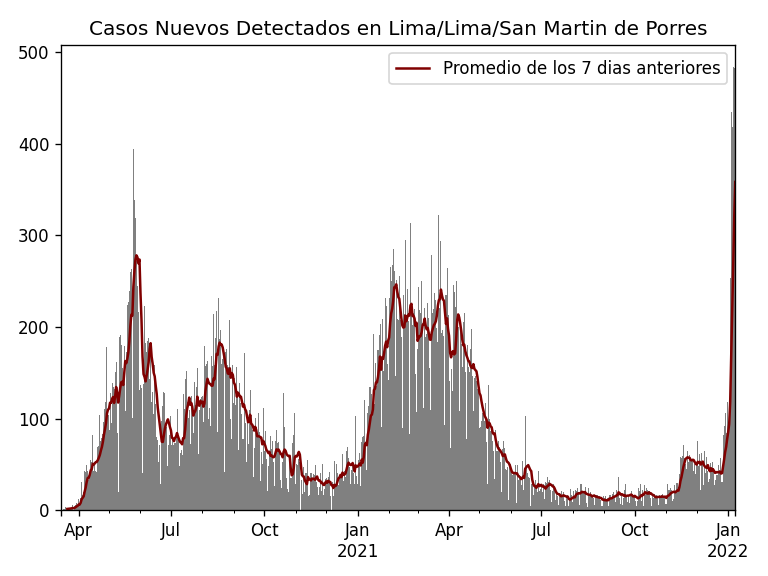 Casos Nuevos Detectados en Lima/Lima/San Martin de Porres
Promedio de los 7 dias anteriores
500
400
300
200
100
0
Apr Jul Oct Jan Apr Jul Oct Jan
2021 2022